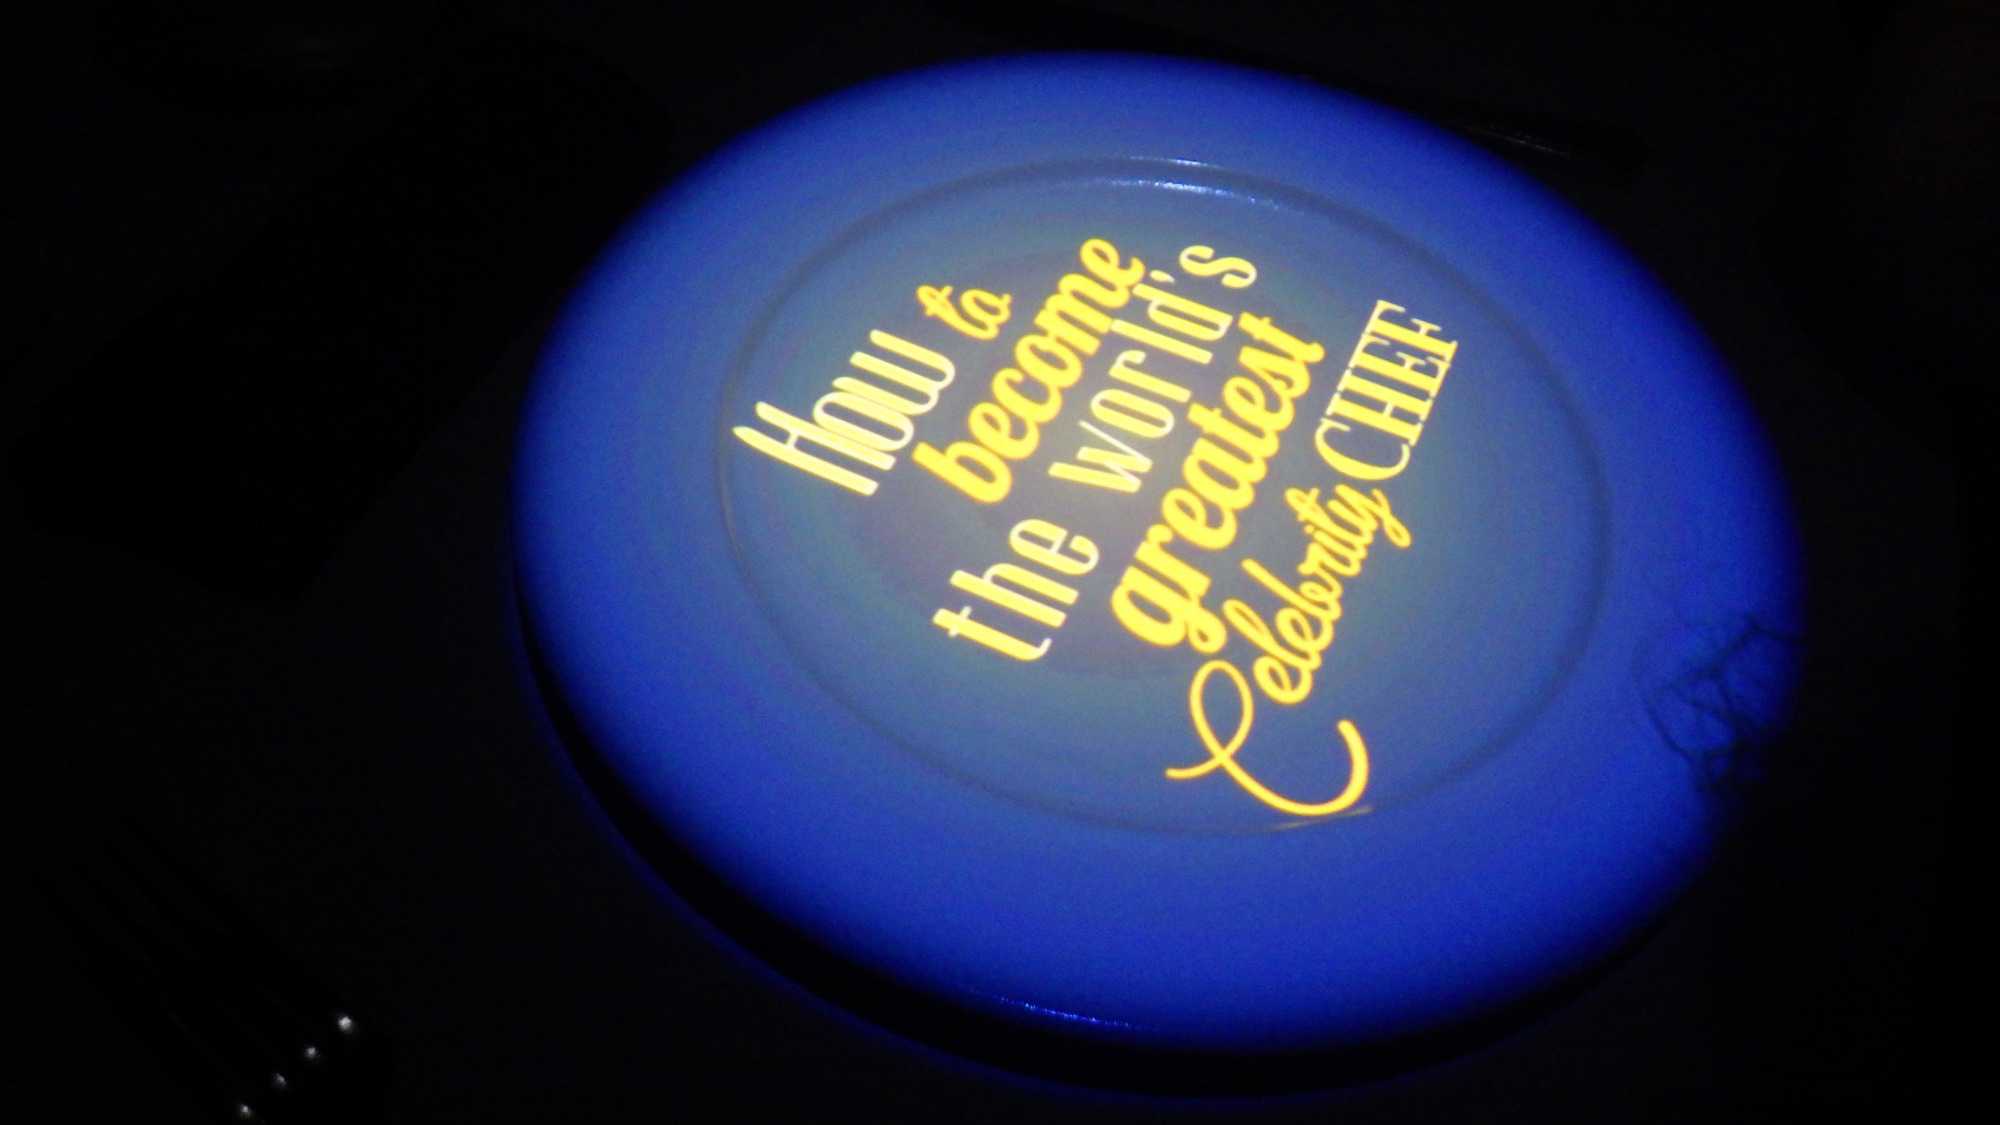 How to
become
the world's
greatest
Celebrity CHEF